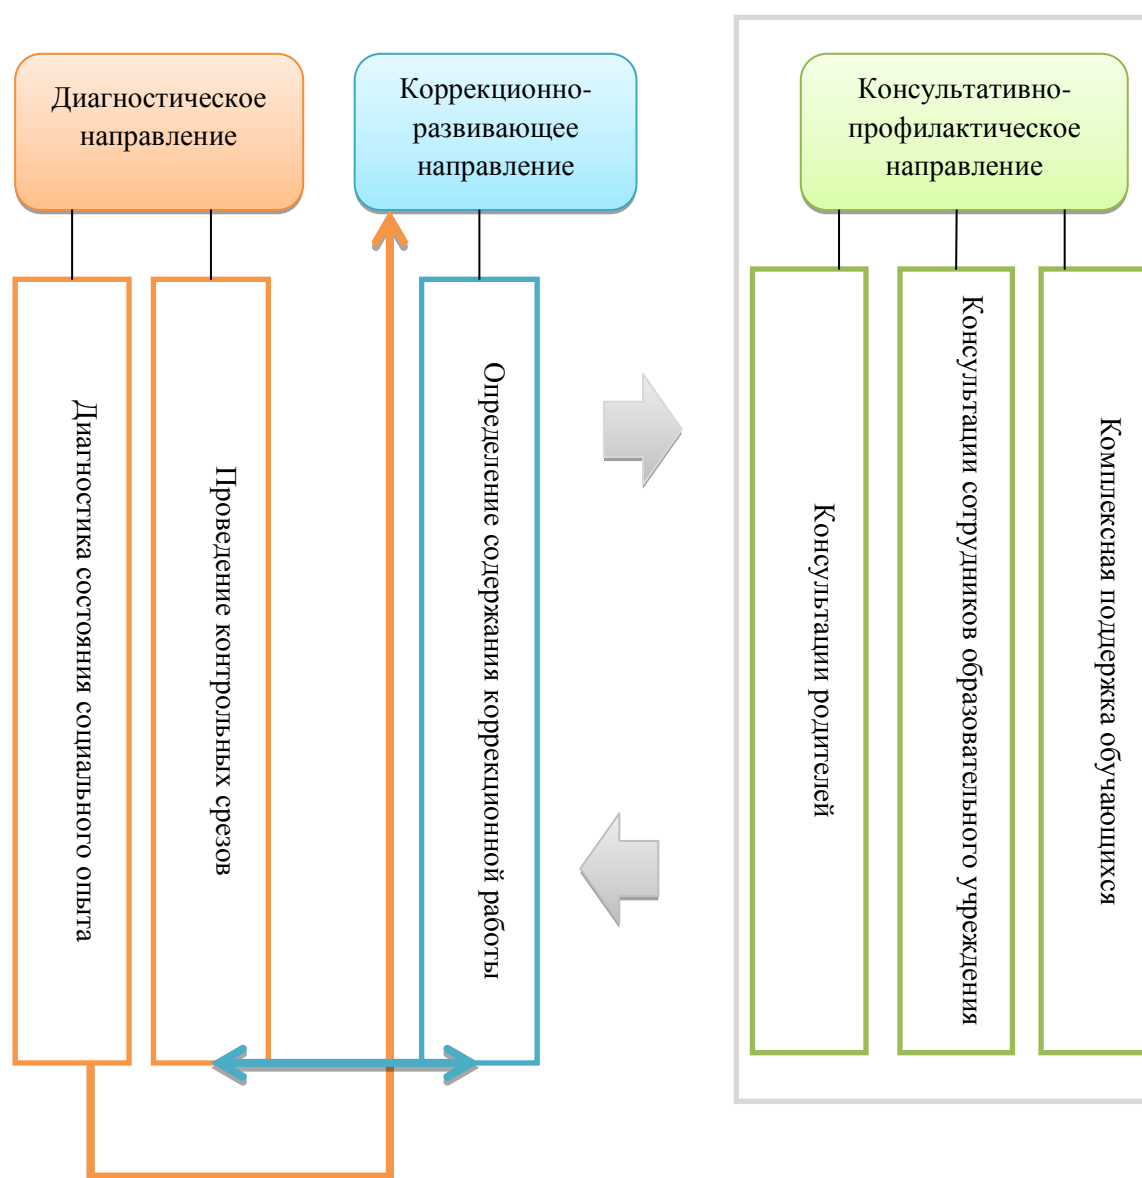 Диагностическое
направление
Коррекционно-
развивающее
направление
Консультативно-
профилактическое
направление
Диагностика состояния социального опыта
Проведение контрольных срезов
Определение содержания коррекционной работы
Консультации родителей
Консультации сотрудников образовательного учреждения
Комплексная поддержка обучающихся